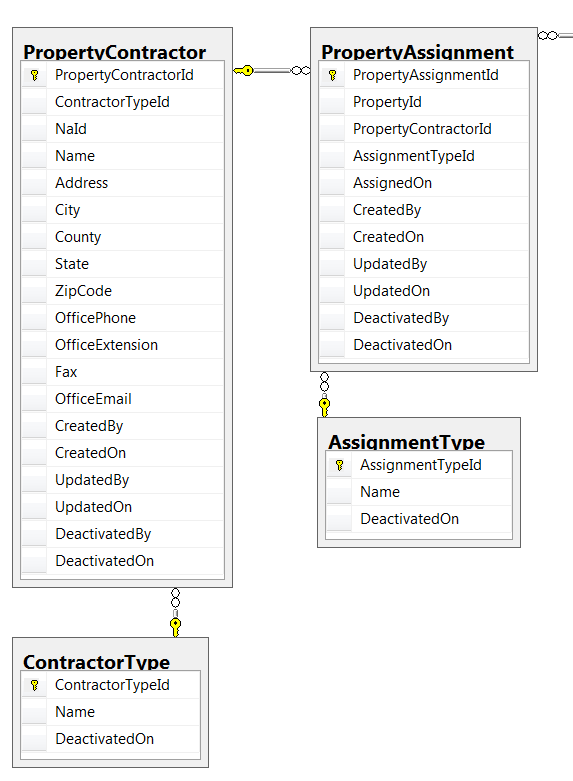 PropertyContractor
PropertyContractorId
ContractorTypeId
NaId
Name
Address
City
County
State
ZipCode
OfficePhone
OfficeExtension
Fax
OfficeEmail
CreatedBy
CreatedOn
UpdatedBy
UpdatedOn
DeactivatedBy
DeactivatedOn
PropertyAssignment
PropertyAssignmentId
PropertyId
PropertyContractorId
AssignmentTypeId
AssignedOn
CreatedBy
CreatedOn
UpdatedBy
UpdatedOn
DeactivatedBy
DeactivatedOn
AssignmentType
AssignmentTypeId
Name
DeactivatedOn
ContractorType
ContractorTypeId
Name
DeactivatedOn